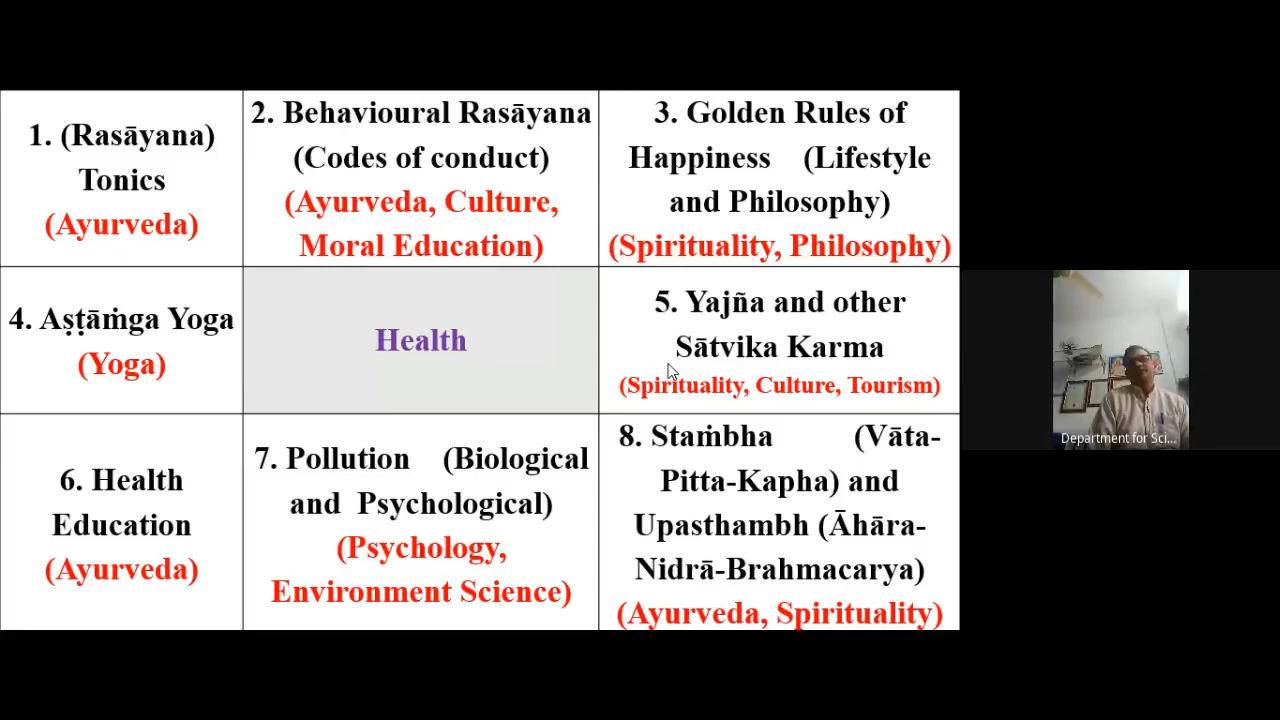 1. (Rasāyana)
Tonics
(Ayurveda)
2. Behavioural Rasāyana
(Codes of conduct)
(Ayurveda, Culture,
Moral Education)
3. Golden Rules of
Happiness (Lifestyle
and Philosophy)
(Spirituality, Philosophy)
4. Aṣṭāṁga Yoga
(Yoga)
Health
5. Yajña and other
Sātvika Karma
(Spirituality, Culture, Tourism)
6. Health
Education
(Ayurveda)
7. Pollution (Biological
and Psychological)
(Psychology,
Environment Science)
8. Staṁbha (Vāta-
Pitta-Kapha) and
Upasthambh (Āhāra-
Nidrā-Brahmacarya)
(Ayurveda, Spirituality)
Department for Sci...